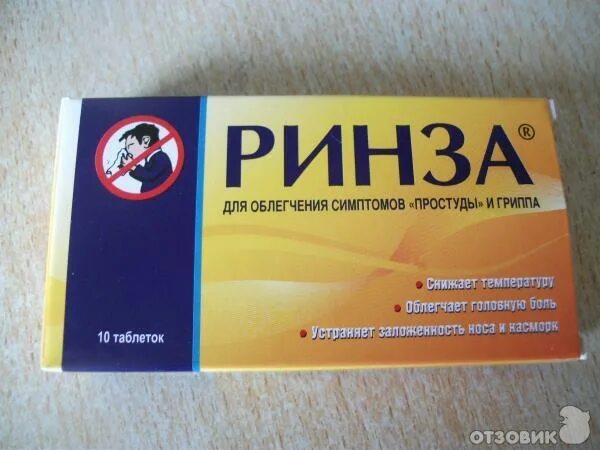 РИНЗА®
ДЛЯ ОБЛЕГЧЕНИЯ СИМПТОМОВ «ПРОСТУДЫ» И ГРИППА
• Снижает температуру
• Облегчает головную боль
• Устраняет заложенность носа и насморк
10 таблеток
ОТЗОВИК